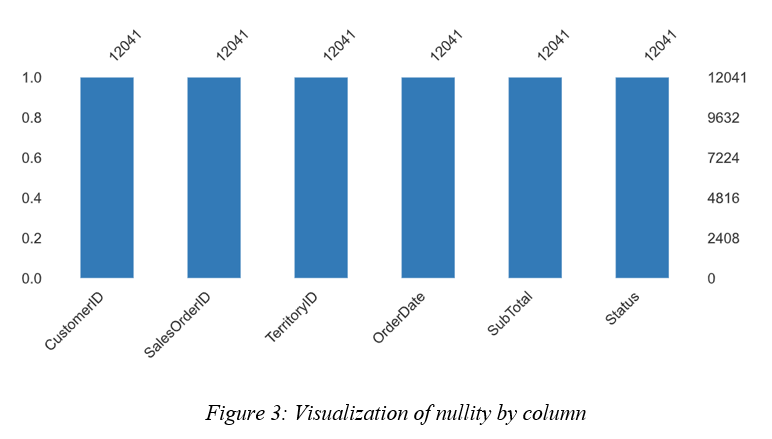 12041 12041 12041 12041 12041 12041
1.0 12041
0.8 9632
0.6 7224
0.4 4816
0.2 2408
0.0 0
CustomerID SalesOrderID TerritoryID OrderDate SubTotal Status
Figure 3: Visualization of nullity by column